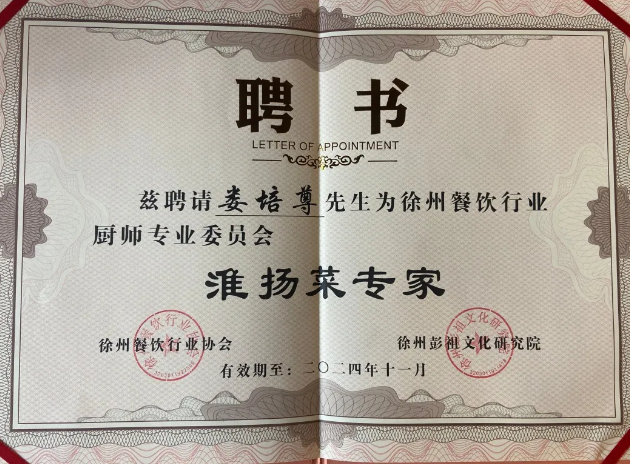 聘 书
LETTER OF APPOINTMENT
兹聘请娄培尊先生为徐州餐饮行业
厨师专业委员会
淮扬菜专家
徐州餐饮行业协会 徐州彭祖文化研究院
有效期至：二〇二四年十一月